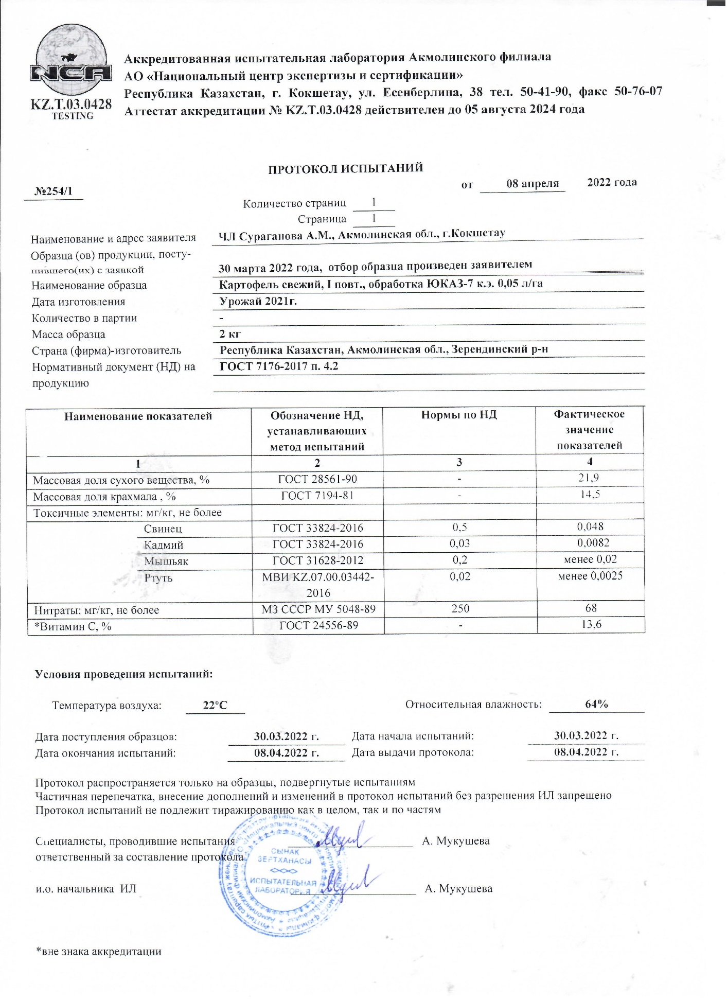 NCA
KZ.T.03.0428
TESTING
Аккредитованная испытательная лаборатория Акмолинского филиала
АО «Национальный центр экспертизы и сертификации»
Республика Казахстан, г. Кокшетау, ул. Есенберлина, 38 тел. 50-41-90, факс 50-76-07
Аттестат аккредитации № KZ.T.03.0428 действителен до 05 августа 2024 года
ПРОТОКОЛ ИСПЫТАНИЙ
№254/1 от 08 апреля 2022 года
Количество страниц 1
Страница 1
Наименование и адрес заявителя ЧЛ Сураганова А.М., Акмолинская обл., г.Кокшетау
Образца (ов) продукции, посту-
пившего(их) с заявкой 30 марта 2022 года, отбор образца произведен заявителем
Наименование образца Картофель свежий, I повт., обработка ЮКАЗ-7 к.э. 0,05 л/га
Дата изготовления Урожай 2021г.
Количество в партии -
Масса образца 2 кг
Страна (фирма)-изготовитель Республика Казахстан, Акмолинская обл., Зерендинский р-н
Нормативный документ (НД) на ГОСТ 7176-2017 п. 4.2
продукцию
Наименование показателей Обозначение НД, Нормы по НД Фактическое
устанавливающих значение
метод испытаний показателей
1 2 3 4
Массовая доля сухого вещества, % ГОСТ 28561-90 - 21,9
Массовая доля крахмала , % ГОСТ 7194-81 - 14,5
Токсичные элементы: мг/кг, не более
Свинец ГОСТ 33824-2016 0,5 0,048
Кадмий ГОСТ 33824-2016 0,03 0,0082
Мышьяк ГОСТ 31628-2012 0,2 менее 0,02
Ртуть МВИ KZ.07.00.03442- 0,02 менее 0,0025
2016
Нитраты: мг/кг, не более МЗ СССР МУ 5048-89 250 68
*Витамин С, % ГОСТ 24556-89 - 13,6
Условия проведения испытаний:
Температура воздуха: 22ºС Относительная влажность: 64%
Дата поступления образцов: 30.03.2022 г. Дата начала испытаний: 30.03.2022 г.
Дата окончания испытаний: 08.04.2022 г. Дата выдачи протокола: 08.04.2022 г.
Протокол распространяется только на образцы, подвергнутые испытаниям
Частичная перепечатка, внесение дополнений и изменений в протокол испытаний без разрешения ИЛ запрещено
Протокол испытаний не подлежит тиражированию как в целом, так и по частям
Специалисты, проводившие испытания А. Мукушева
ответственный за составление протокола
СЫНАК
ЗЕРТХАНАСЫ
ИСПЫТАТЕЛЬНАЯ
ЛАБОРАТОРИЯ
и.о. начальника ИЛ А. Мукушева
*вне знака аккредитации